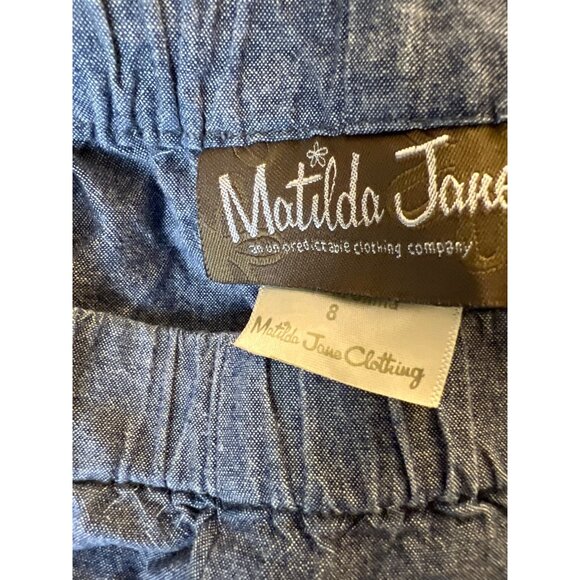 Matilda Jane
an unpredictable clothing company
8
Matilda Jane Clothing